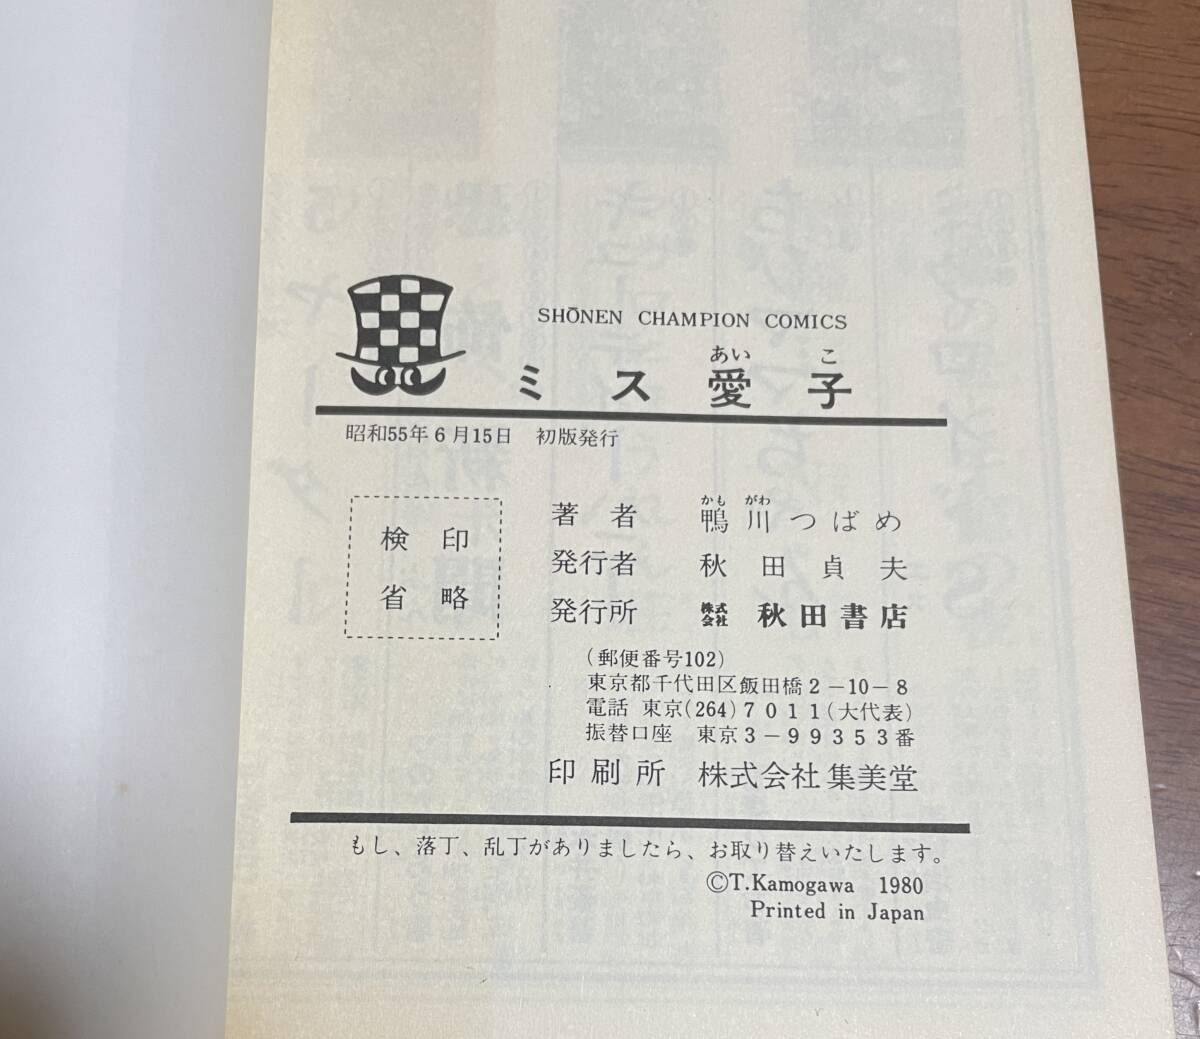 SHŌNEN CHAMPION COMICS
あい こ
ミス愛子
昭和55年6月15日 初版発行
検印
省略
かも がわ
著者 鴨川つばめ
発行者 秋田貞夫
発行所 株式会社 秋田書店
(郵便番号102)
東京都千代田区飯田橋2-10-8
電話 東京(264)7011(大代表)
振替口座 東京3-99353番
印刷所 株式会社集美堂
もし、落丁、乱丁がありましたら、お取り替えいたします。
©T.Kamogawa 1980
Printed in Japan